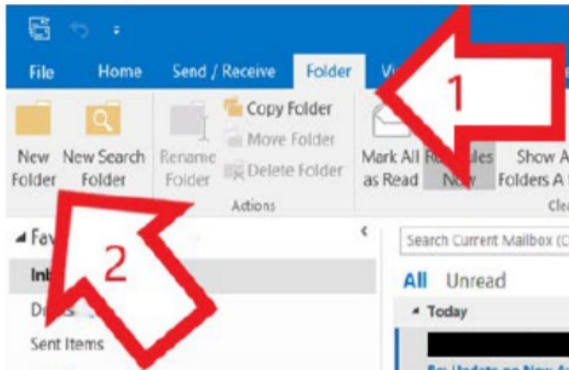 File Home Send / Receive Folder
1
Copy Folder
Move Folder
Delete Folder
New Folder
New Search Folder
Rename Folder
Mark All as Read
Show A
Folders A
Actions
Clea
2
Search Current Mailbox (C
All Unread
Today
Sent Items